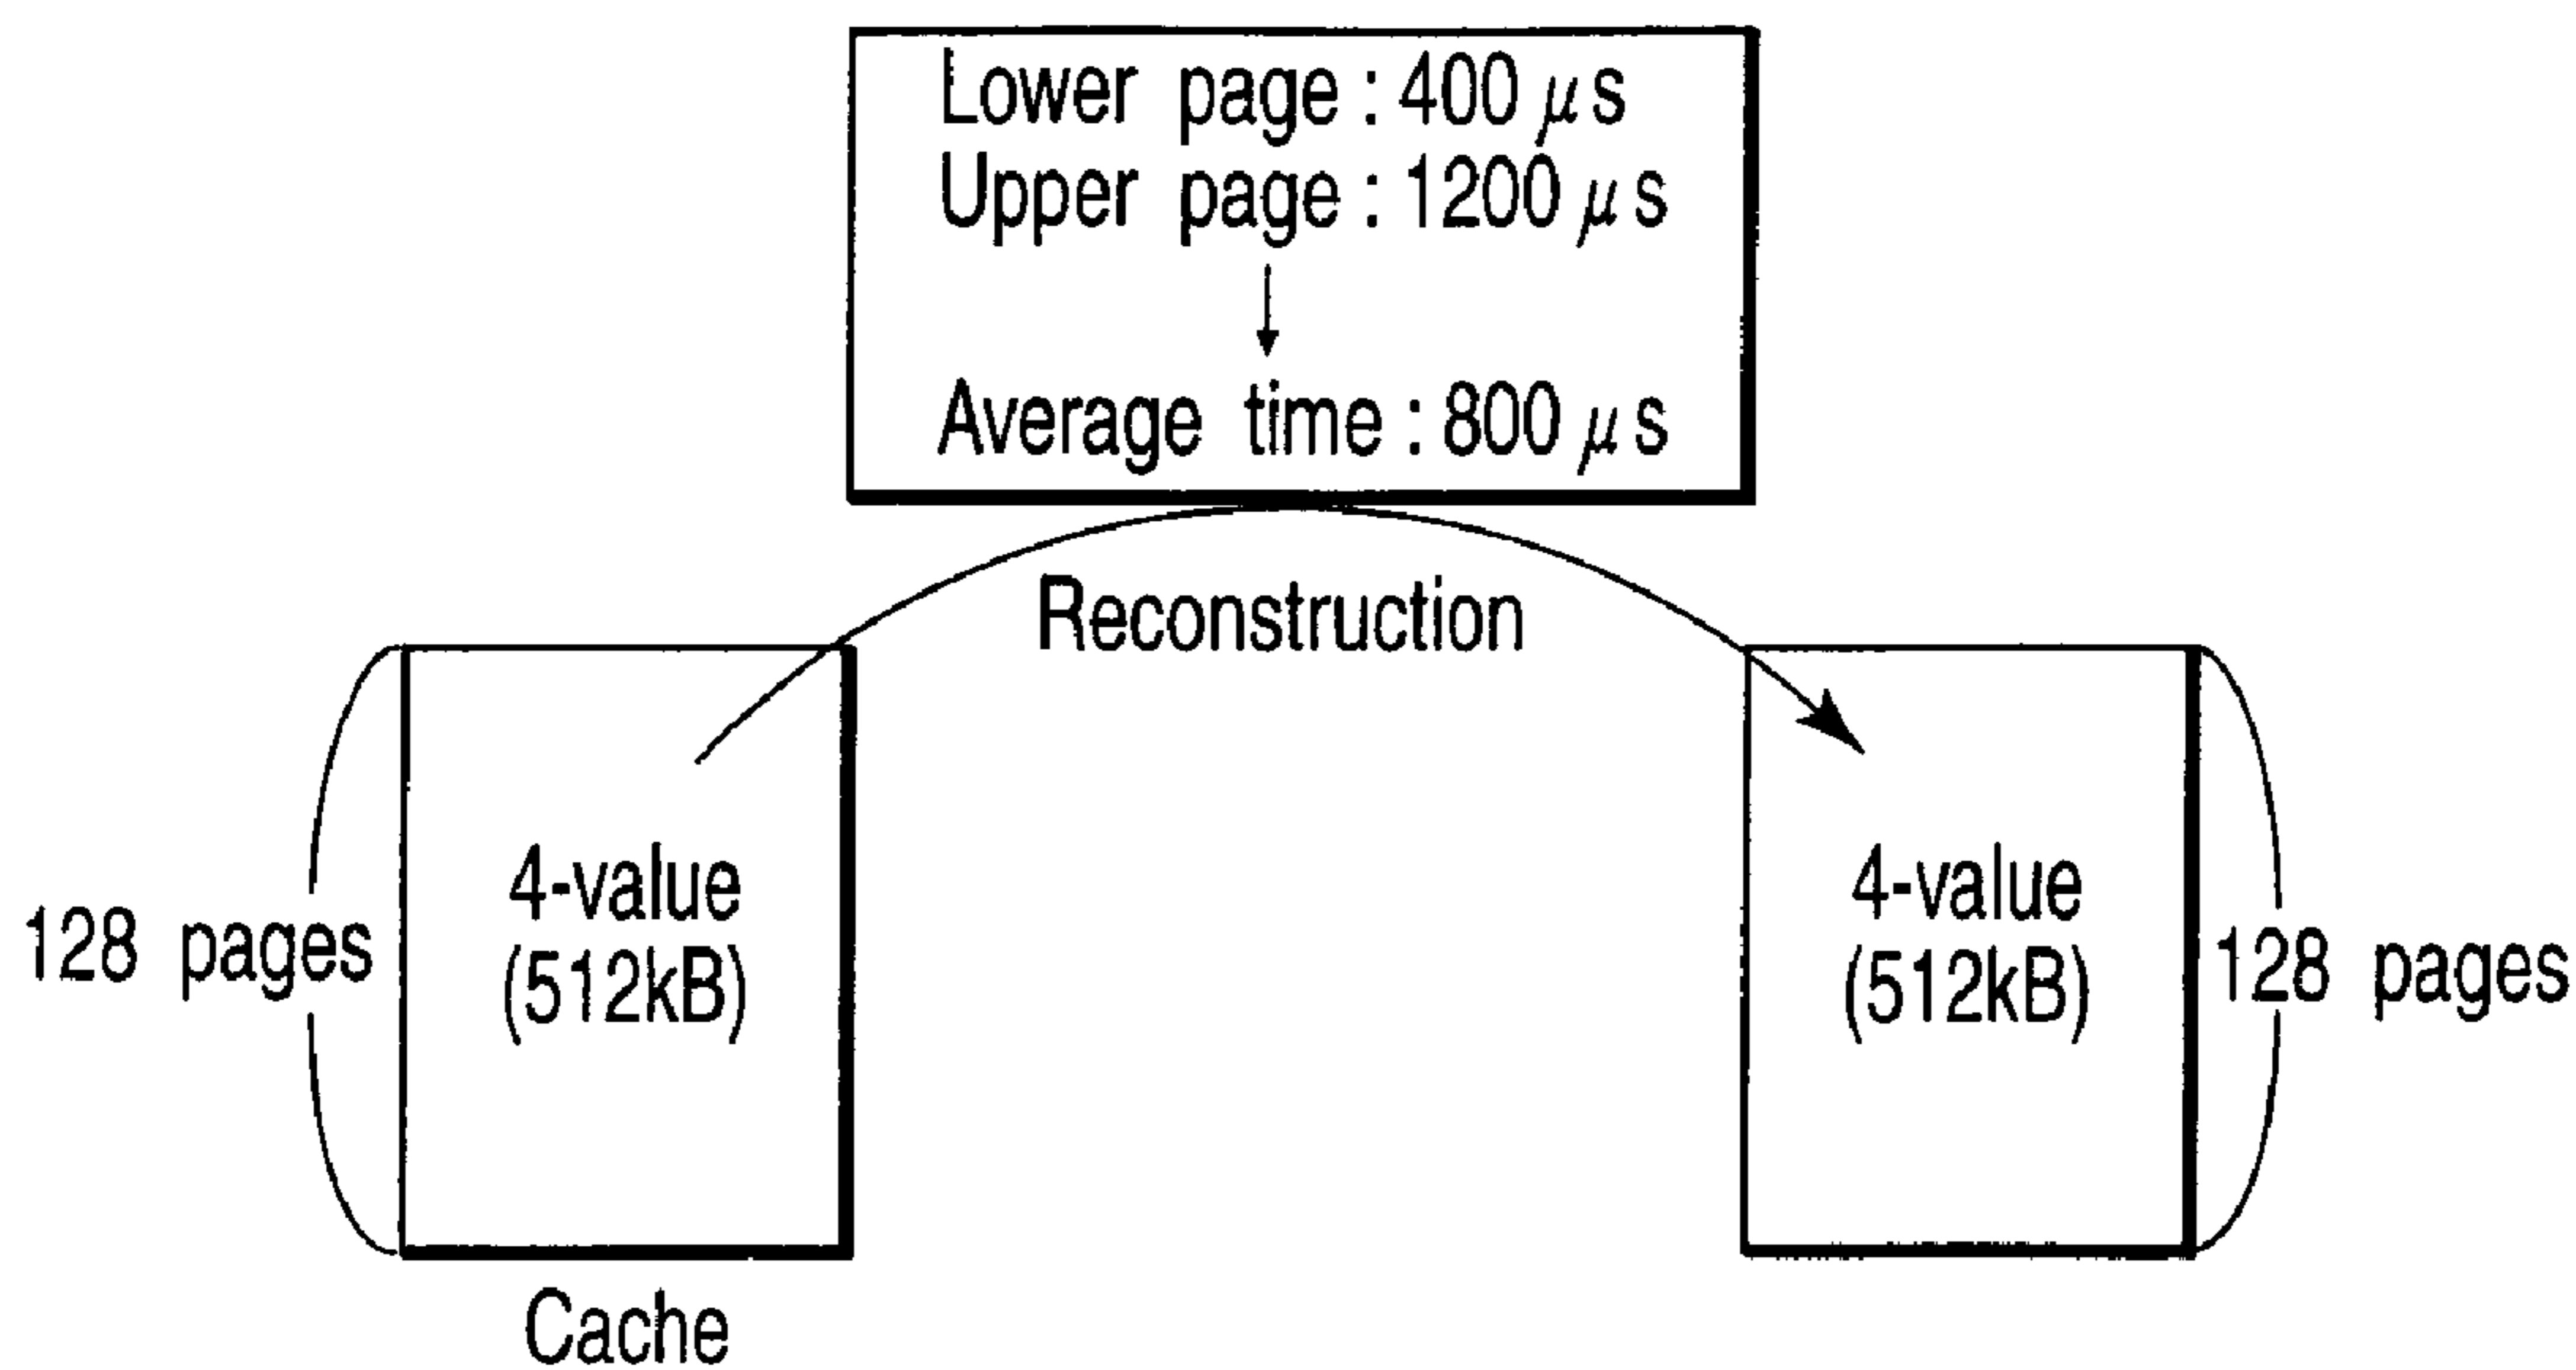 Lower page : 400 μs
Upper page : 1200 μs
Average time : 800 μs
Reconstruction
4-value
(512kB)
128 pages
4-value
(512kB)
128 pages
Cache